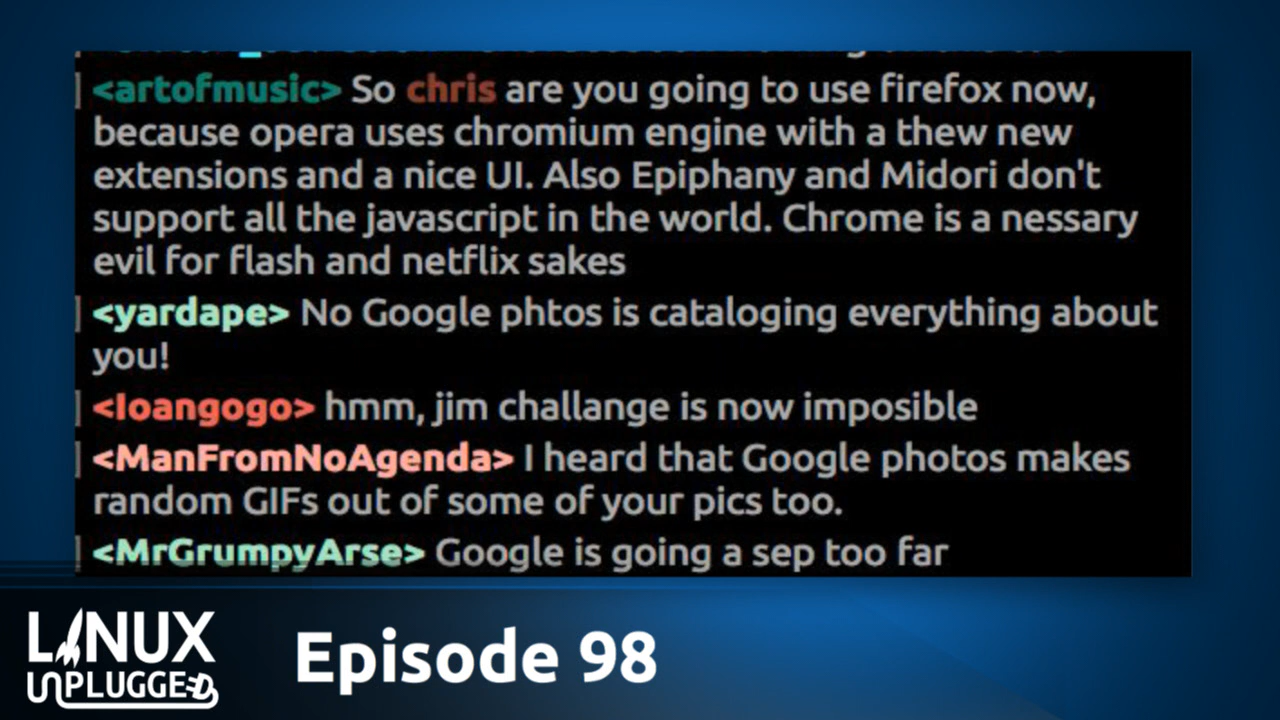 <artofmusic> So chris are you going to use firefox now,
because opera uses chromium engine with a thew new
extensions and a nice UI. Also Epiphany and Midori don't
support all the javascript in the world. Chrome is a nessary
evil for flash and netflix sakes
<yardape> No Google phtos is cataloging everything about
you!
<loangogo> hmm, jim challange is now imposible
<ManFromNoAgenda> I heard that Google photos makes
random GIFs out of some of your pics too.
<MrGrumpyArse> Google is going a sep too far
LINUX
UNPLUGGED
Episode 98